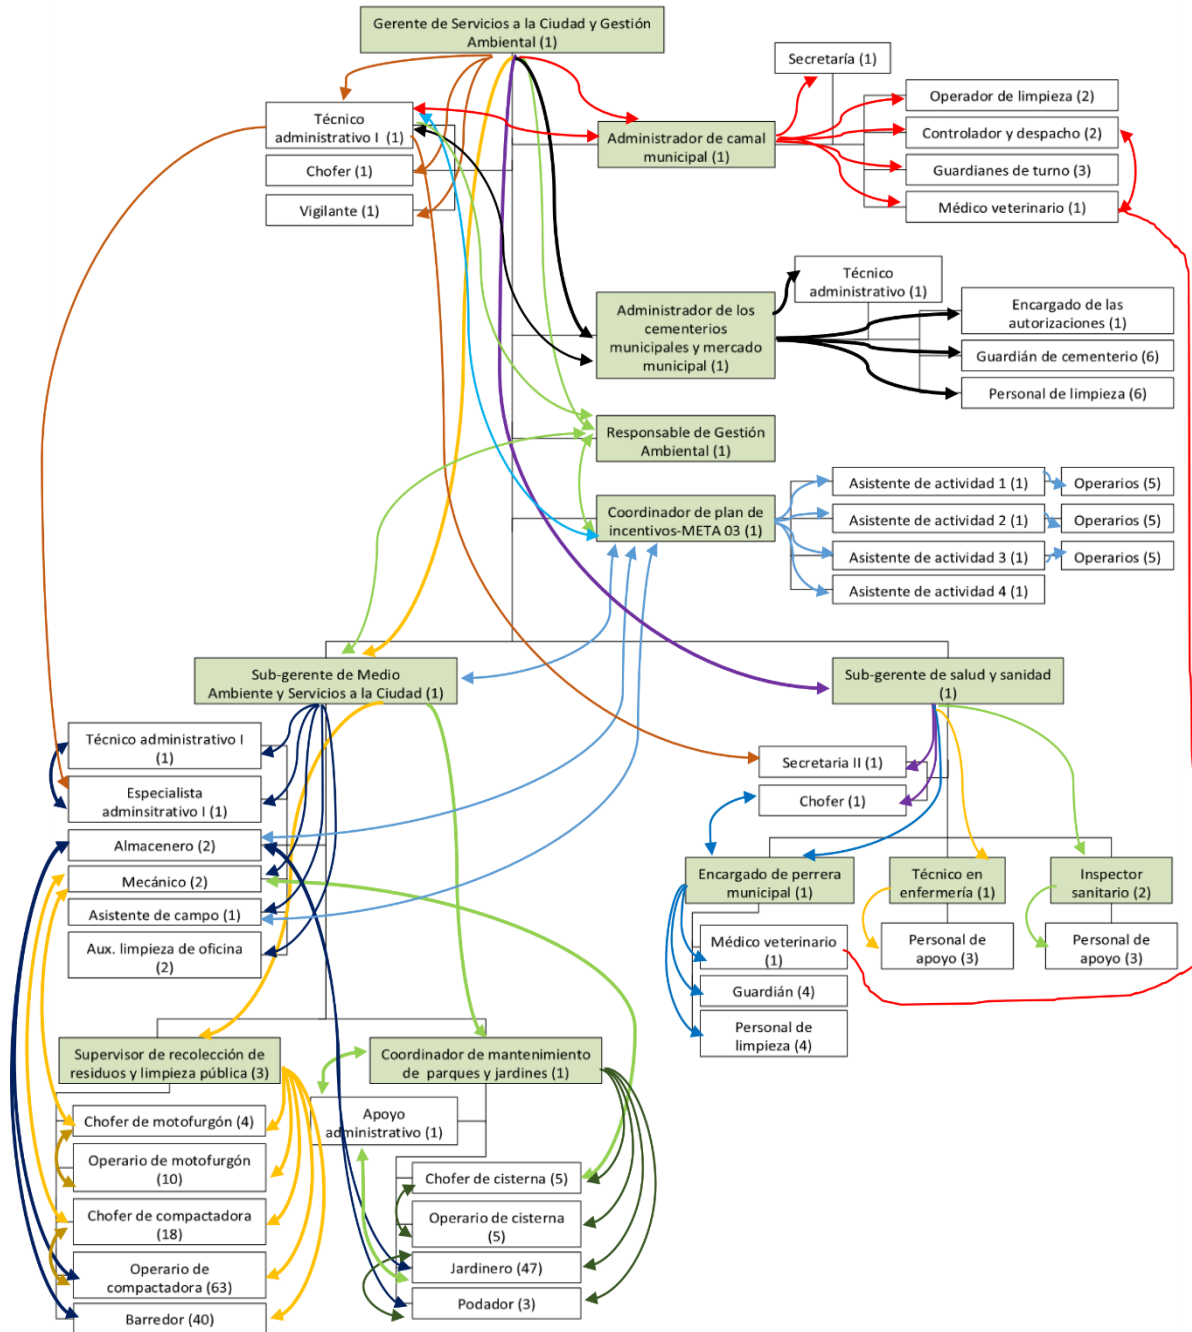 Gerente de Servicios a la Ciudad y Gestión
Ambiental (1)
Secretaría (1)
Técnico
administrativo I (1)
Chofer (1)
Vigilante (1)
Administrador de camal
municipal (1)
Operador de limpieza (2)
Controlador y despacho (2)
Guardianes de turno (3)
Médico veterinario (1)
Administrador de los
cementerios
municipales y mercado
municipal (1)
Técnico
administrativo (1)
Encargado de las
autorizaciones (1)
Guardián de cementerio (6)
Personal de limpieza (6)
Responsable de Gestión
Ambiental (1)
Coordinador de plan de
incentivos-META 03 (1)
Asistente de actividad 1 (1)
Operarios (5)
Asistente de actividad 2 (1)
Operarios (5)
Asistente de actividad 3 (1)
Operarios (5)
Asistente de actividad 4 (1)
Sub-gerente de Medio
Ambiente y Servicios a la Ciudad (1)
Sub-gerente de salud y sanidad
(1)
Técnico administrativo I
(1)
Especialista
adminsitrativo I (1)
Almacenero (2)
Mecánico (2)
Asistente de campo (1)
Aux. limpieza de oficina
(2)
Secretaria II (1)
Chofer (1)
Encargado de perrera
municipal (1)
Técnico en
enfermería (1)
Inspector
sanitario (2)
Médico veterinario
(1)
Guardián (4)
Personal de
limpieza (4)
Personal de
apoyo (3)
Personal de
apoyo (3)
Supervisor de recolección de
residuos y limpieza pública (3)
Coordinador de mantenimiento
de parques y jardines (1)
Chofer de motofurgón (4)
Operario de motofurgón
(10)
Chofer de compactadora
(18)
Operario de
compactadora (63)
Barredor (40)
Apoyo
administrativo (1)
Chofer de cisterna (5)
Operario de cisterna
(5)
Jardinero (47)
Podador (3)